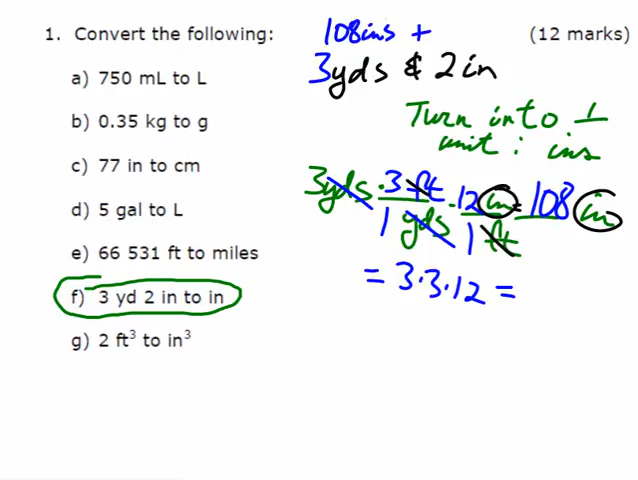 1. Convert the following:
(12 marks)
a) 750 mL to L
b) 0.35 kg to g
c) 77 in to cm
d) 5 gal to L
e) 66 531 ft to miles
f) 3 yd 2 in to in
g) 2 ft³ to in³
108ins +
3yds & 2in
Turn into 1
unit: ins
3yds · 3 ft / 1 yds · 12 in / 1 ft = 108 in
= 3·3·12 =